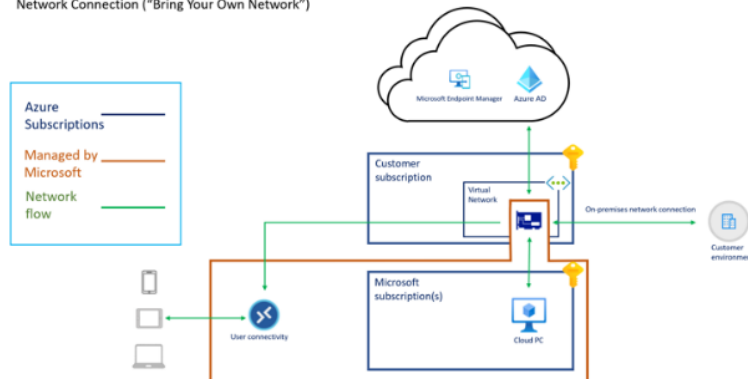 Network Connection ("Bring Your Own Network")
Microsoft Endpoint Manager
Azure AD
Azure
Subscriptions
Managed by
Microsoft
Network
flow
Customer
subscription
Virtual
Network
On-premises network connection
Customer
Microsoft
subscription(s)
User connectivity
Cloud PC